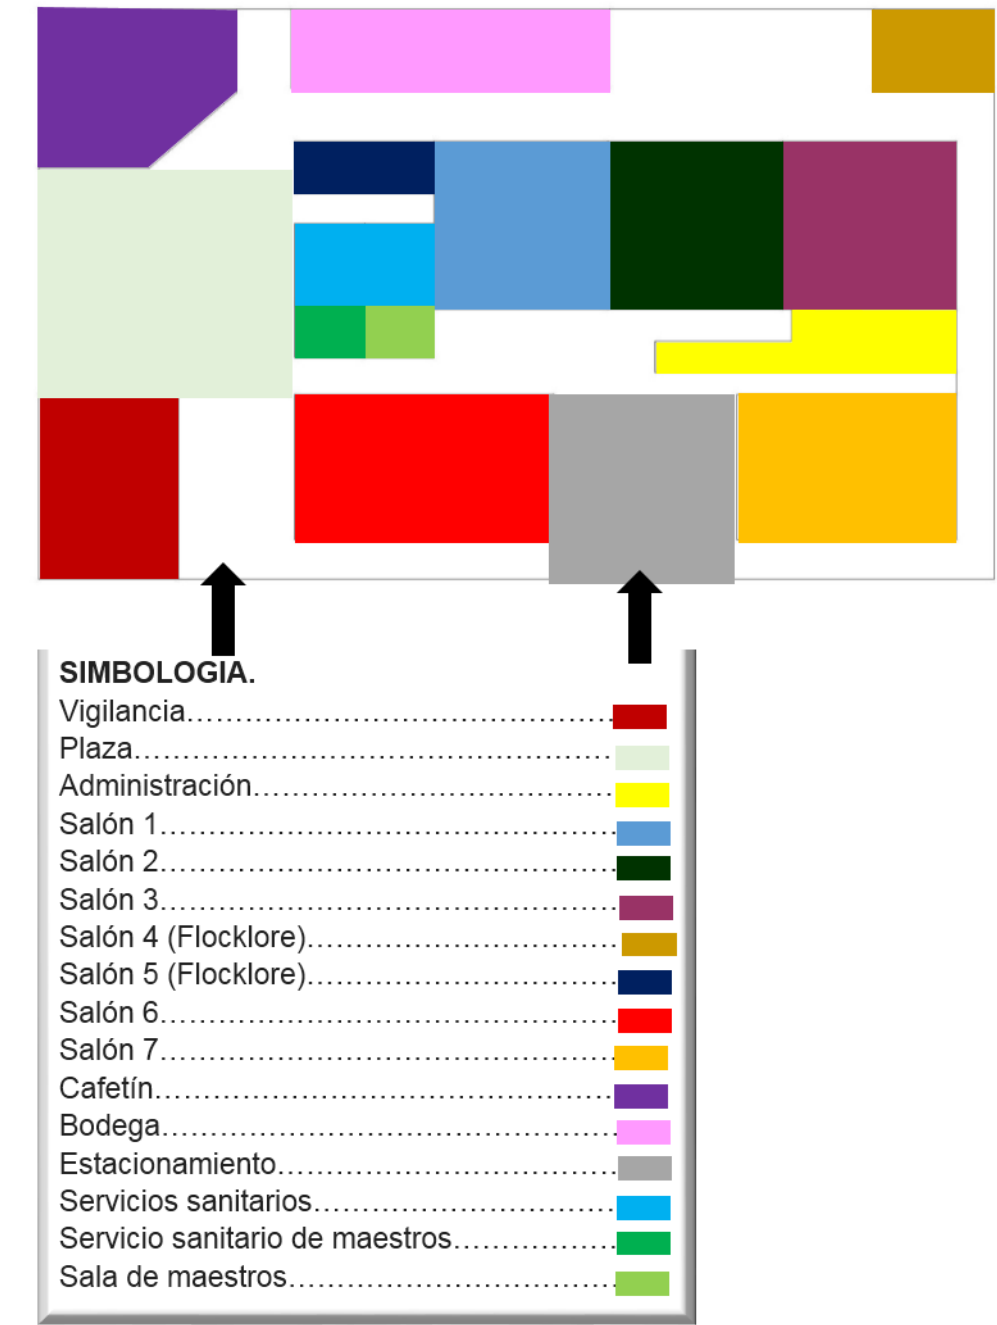 SIMBOLOGIA.
Vigilancia................................................
Plaza......................................................
Administración.........................................
Salón 1....................................................
Salón 2....................................................
Salón 3....................................................
Salón 4 (Flocklore)...................................
Salón 5 (Flocklore)...................................
Salón 6....................................................
Salón 7....................................................
Cafetín....................................................
Bodega....................................................
Estacionamiento......................................
Servicios sanitarios..................................
Servicio sanitario de maestros..................
Sala de maestros.....................................